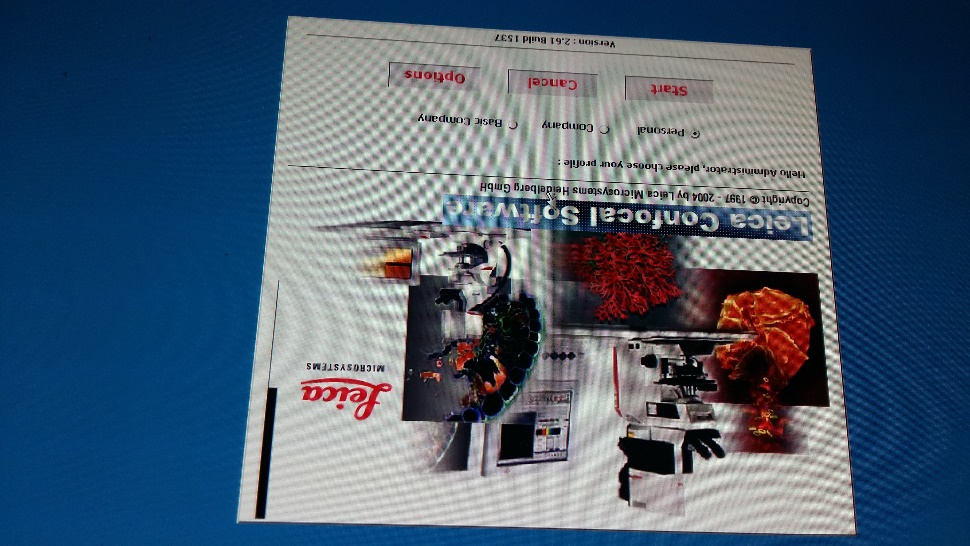 Leica
MICROSYSTEMS
Leica Confocal Software
Copyright © 1997 - 2004 by Leica Microsystems Heidelberg GmbH
Hello Administrator, please choose your profile :
Personal Company Basic Company
Start Cancel Options
Version : 2.61 Build 1537